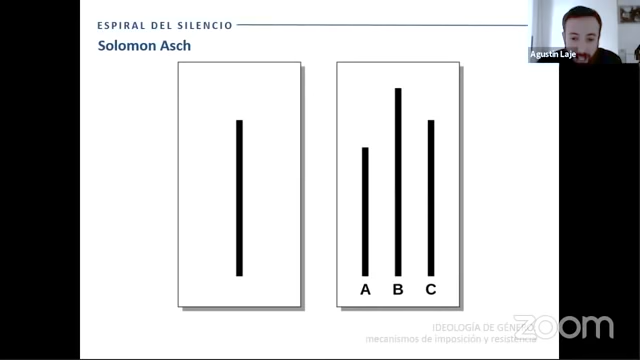 ESPIRAL DEL SILENCIO
Solomon Asch
Agustín Laje
A B C
IDEOLOGÍA DE GÉNERO
mecanismos de imposición y resistencia
zoom